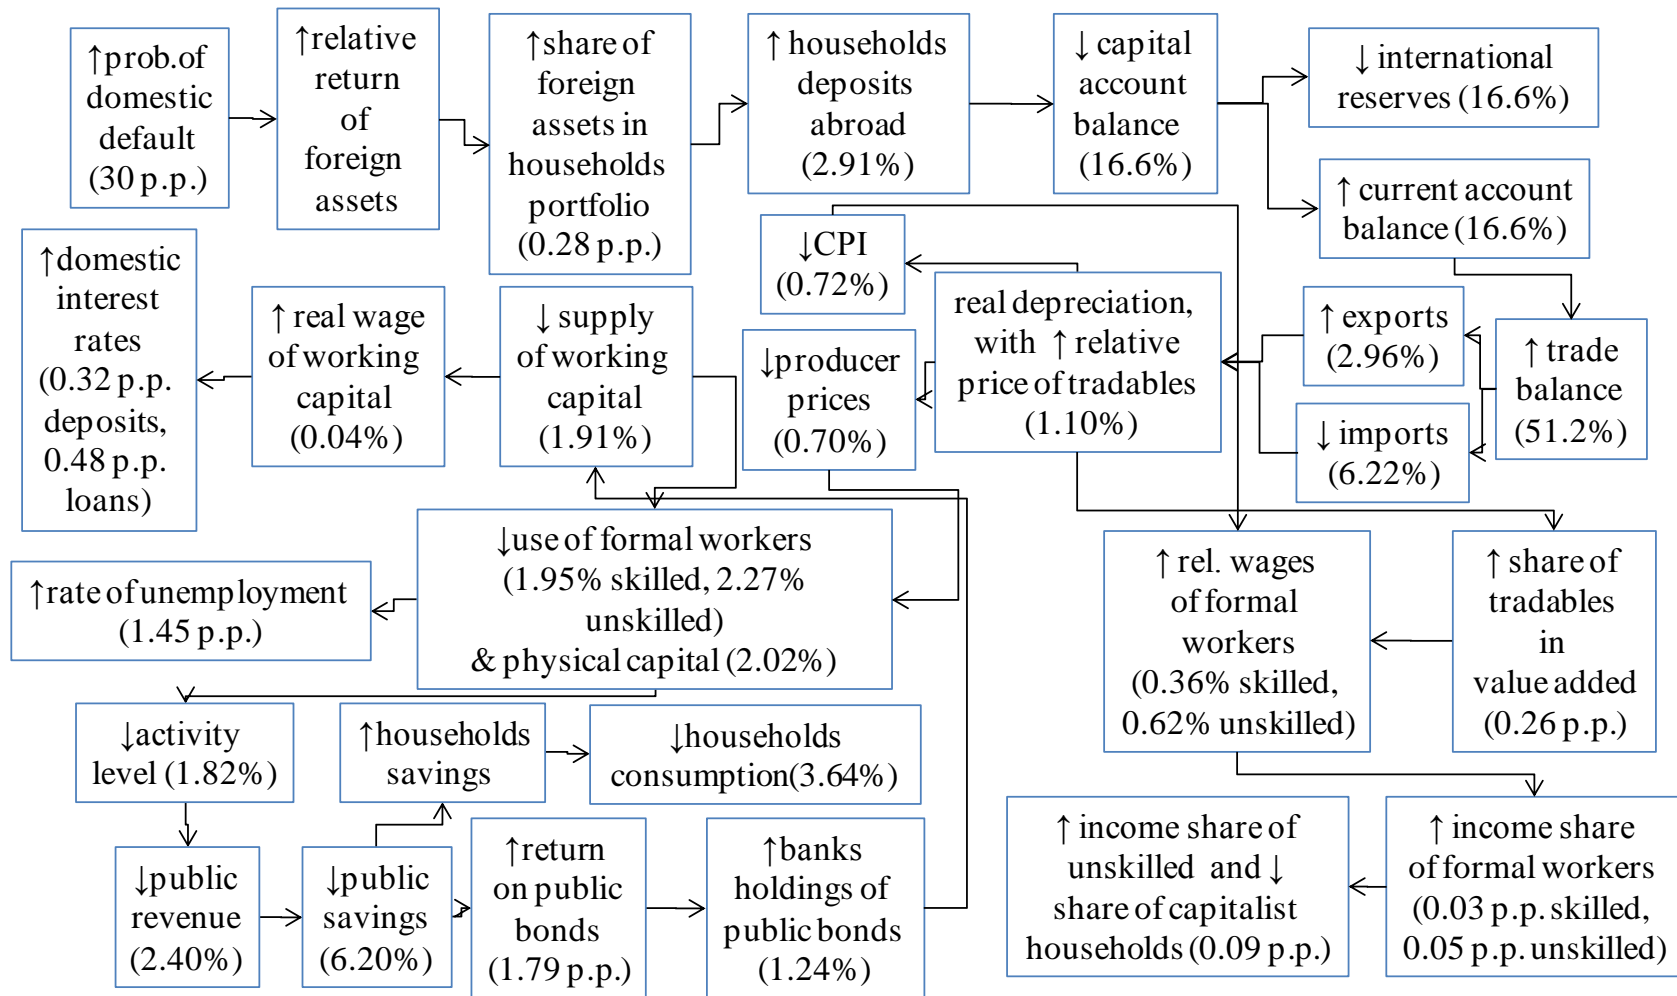 ↑prob.of
domestic
default
(30 p.p.)
↑relative
return
of
foreign
assets
↑share of
foreign
assets in
households
portfolio
(0.28 p.p.)
↑ households
deposits
abroad
(2.91%)
↓ capital
account
balance
(16.6%)
↓ international
reserves (16.6%)
↑ current account
balance (16.6%)
↑domestic
interest
rates
(0.32 p.p.
deposits,
0.48 p.p.
loans)
↑ real wage
of working
capital
(0.04%)
↓ supply
of working
capital
(1.91%)
↓CPI
(0.72%)
↓producer
prices
(0.70%)
real depreciation,
with ↑ relative
price of tradables
(1.10%)
↑ exports
(2.96%)
↓ imports
(6.22%)
↑ trade
balance
(51.2%)
↑rate of unemployment
(1.45 p.p.)
↓use of formal workers
(1.95% skilled, 2.27%
unskilled)
& physical capital (2.02%)
↑ rel. wages
of formal
workers
(0.36% skilled,
0.62% unskilled)
↑ share of
tradables
in
value added
(0.26 p.p.)
↓activity
level (1.82%)
↑households
savings
↓households
consumption(3.64%)
↓public
revenue
(2.40%)
↓public
savings
(6.20%)
↑return
on public
bonds
(1.79 p.p.)
↑banks
holdings of
public bonds
(1.24%)
↑ income share of
unskilled and ↓
share of capitalist
households (0.09 p.p.)
↑ income share
of formal workers
(0.03 p.p. skilled,
0.05 p.p. unskilled)